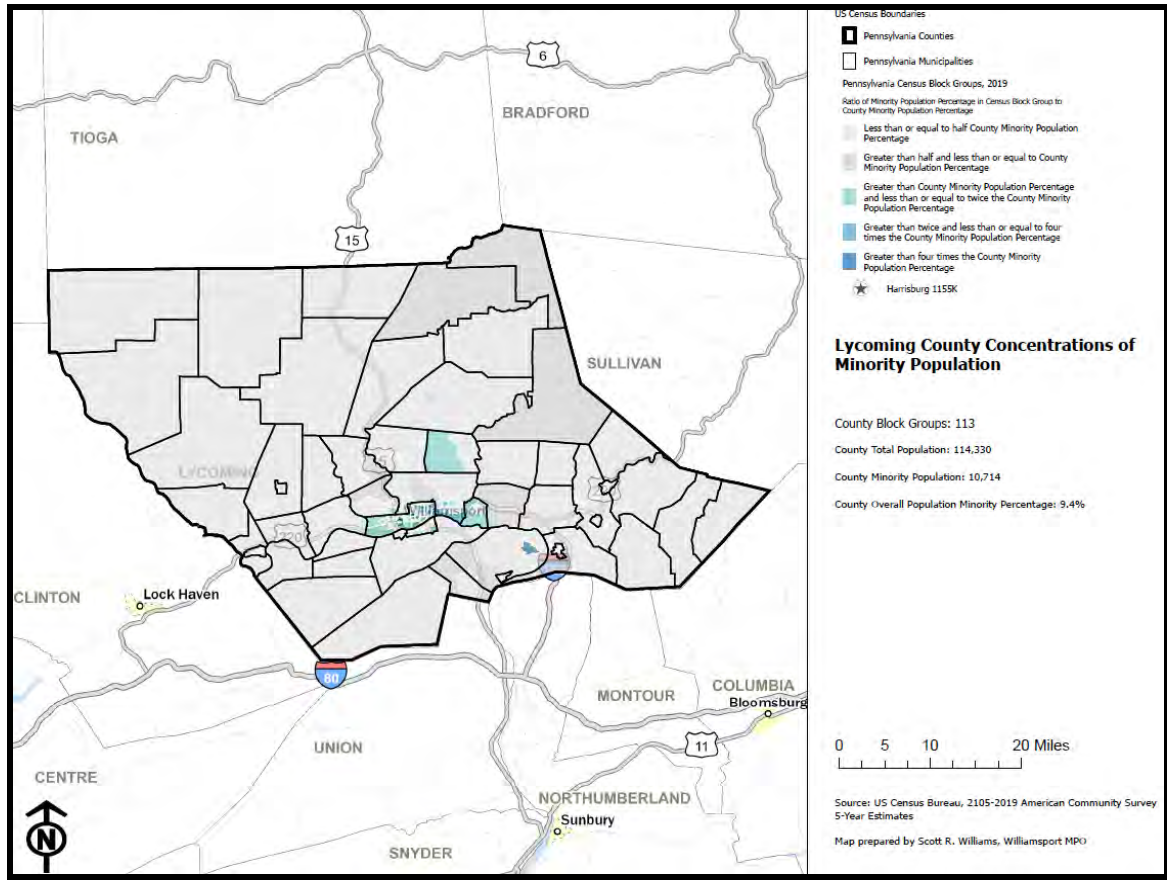 US Census Boundaries
Pennsylvania Counties
Pennsylvania Municipalities
Pennsylvania Census Block Groups, 2019
Ratio of Minority Population Percentage in Census Block Group to
County Minority Population Percentage
Less than or equal to half County Minority Population
Percentage
Greater than half and less than or equal to County
Minority Population Percentage
Greater than County Minority Population Percentage
and less than or equal to twice the County Minority
Population Percentage
Greater than twice and less than or equal to four
times the County Minority Population Percentage
Greater than four times the County Minority
Population Percentage
Harrisburg 1155K
Lycoming County Concentrations of
Minority Population
County Block Groups: 113
County Total Population: 114,330
County Minority Population: 10,714
County Overall Population Minority Percentage: 9.4%
0 5 10 20 Miles
Source: US Census Bureau, 2105-2019 American Community Survey
5-Year Estimates
Map prepared by Scott R. Williams, Williamsport MPO
6
BRADFORD
TIOGA
15
SULLIVAN
LYCOMING
Williamsport
220
CLINTON
Lock Haven
80
MONTOUR
COLUMBIA
Bloomsburg
UNION
11
CENTRE
NORTHUMBERLAND
Sunbury
SNYDER
N